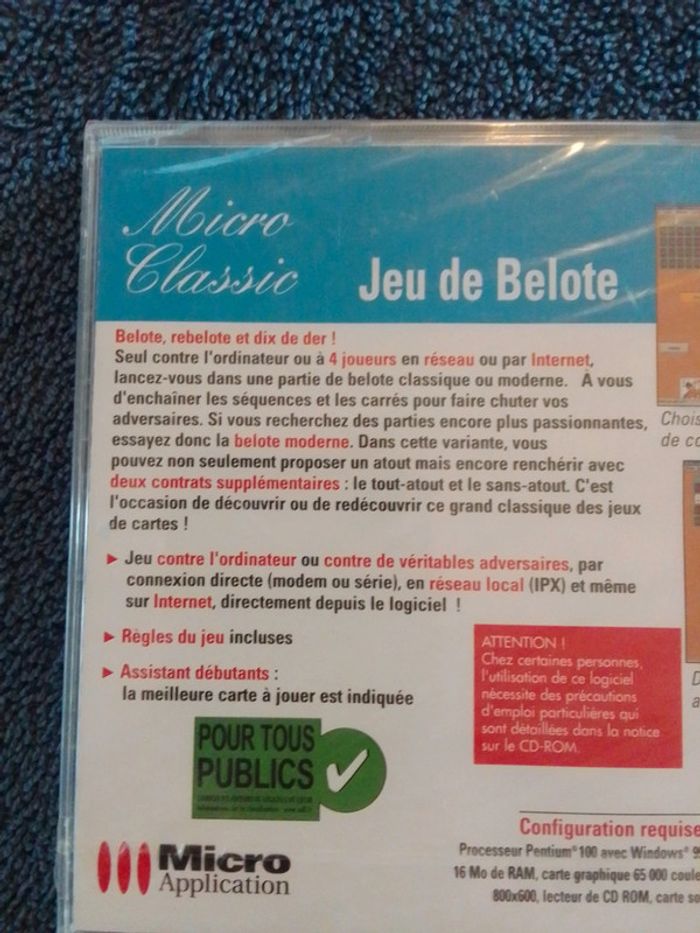 Micro
Classic
Jeu de Belote
Belote, rebelote et dix de der !
Seul contre l'ordinateur ou à 4 joueurs en réseau ou par Internet,
lancez-vous dans une partie de belote classique ou moderne. À vous
d'enchaîner les séquences et les carrés pour faire chuter vos
adversaires. Si vous recherchez des parties encore plus passionnantes,
essayez donc la belote moderne. Dans cette variante, vous
pouvez non seulement proposer un atout mais encore renchérir avec
deux contrats supplémentaires : le tout-atout et le sans-atout. C'est
l'occasion de découvrir ou de redécouvrir ce grand classique des jeux
de cartes !
► Jeu contre l'ordinateur ou contre de véritables adversaires, par
connexion directe (modem ou série), en réseau local (IPX) et même
sur Internet, directement depuis le logiciel !
► Règles du jeu incluses
► Assistant débutants :
la meilleure carte à jouer est indiquée
ATTENTION !
Chez certaines personnes,
l'utilisation de ce logiciel
nécessite des précautions
d'emploi particulières qui
sont détaillées dans la notice
sur le CD-ROM.
POUR TOUS
PUBLICS
Micro
Application
Chois
de co
D
a
Configuration requise
Processeur Pentium® 100 avec Windows® 9
16 Mo de RAM, carte graphique 65 000 coule
800x600, lecteur de CD ROM, carte so